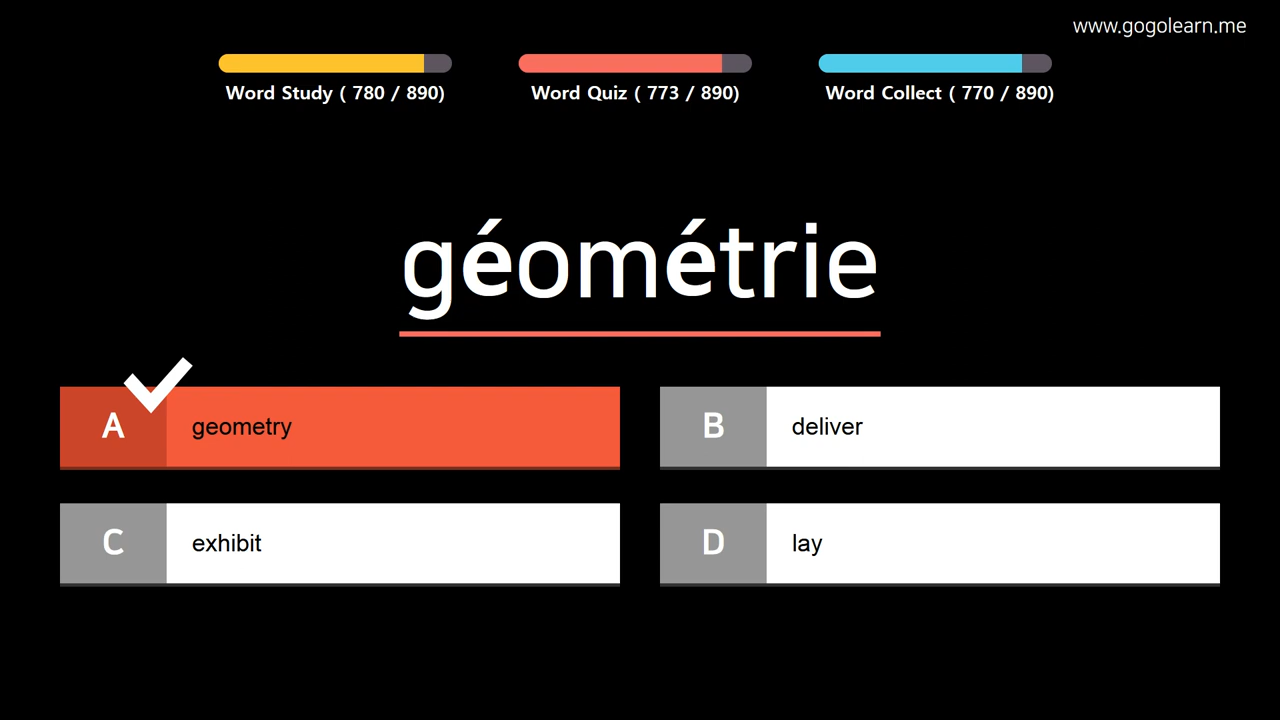 www.gogolearn.me
Word Study ( 780 / 890)
Word Quiz ( 773 / 890)
Word Collect ( 770 / 890)
géométrie
A geometry
B deliver
C exhibit
D lay